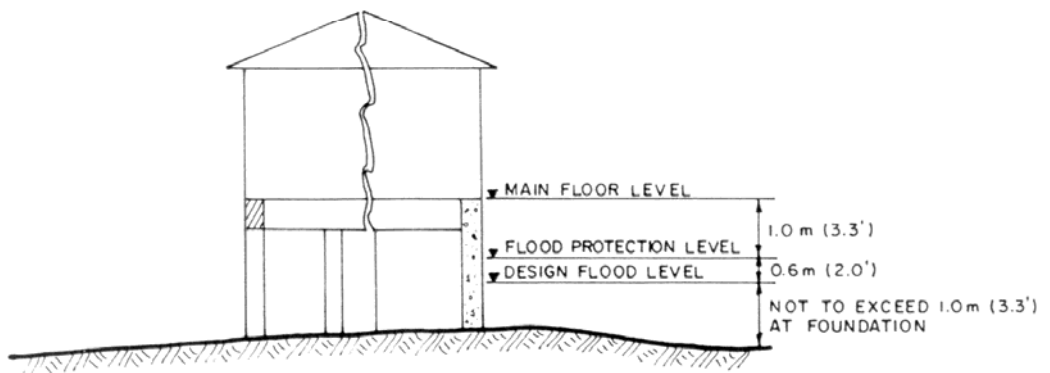 MAIN FLOOR LEVEL
1.0 m (3.3')
FLOOD PROTECTION LEVEL
0.6 m (2.0')
DESIGN FLOOD LEVEL
NOT TO EXCEED 1.0 m (3.3')
AT FOUNDATION